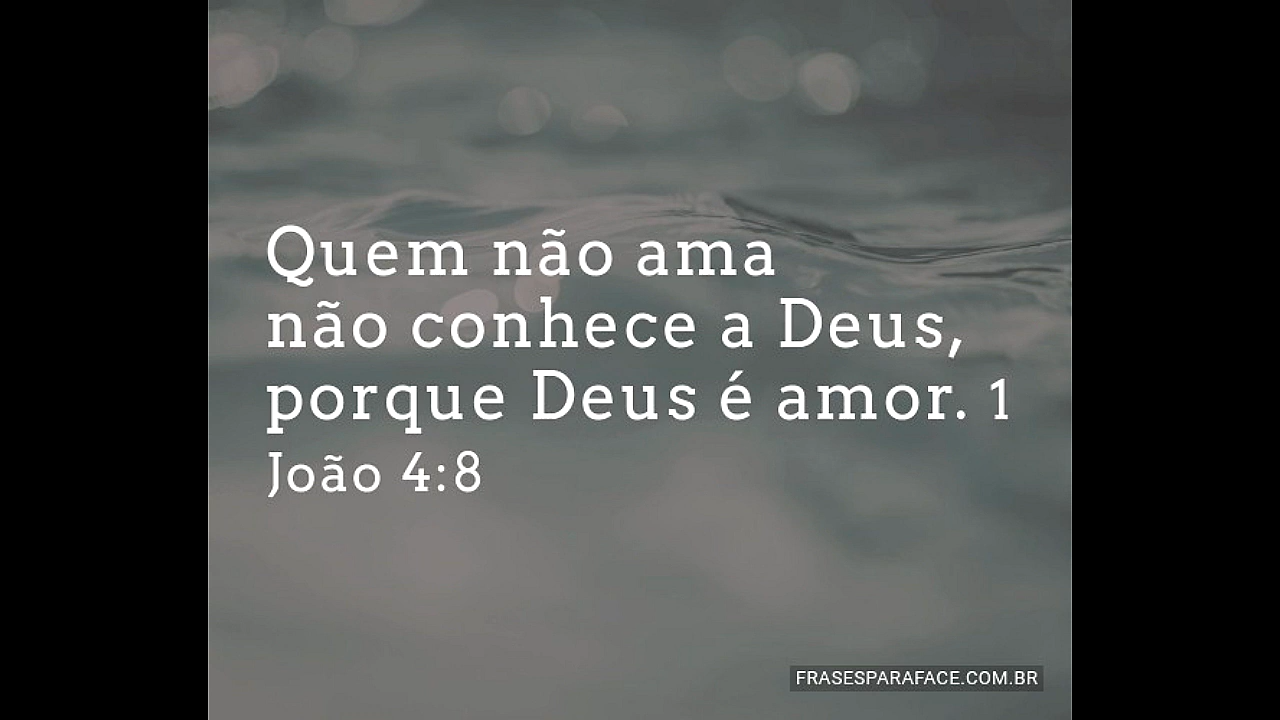 Quem não ama
não conhece a Deus,
porque Deus é amor. 1
João 4:8
FRASESPARAFACE.COM.BR